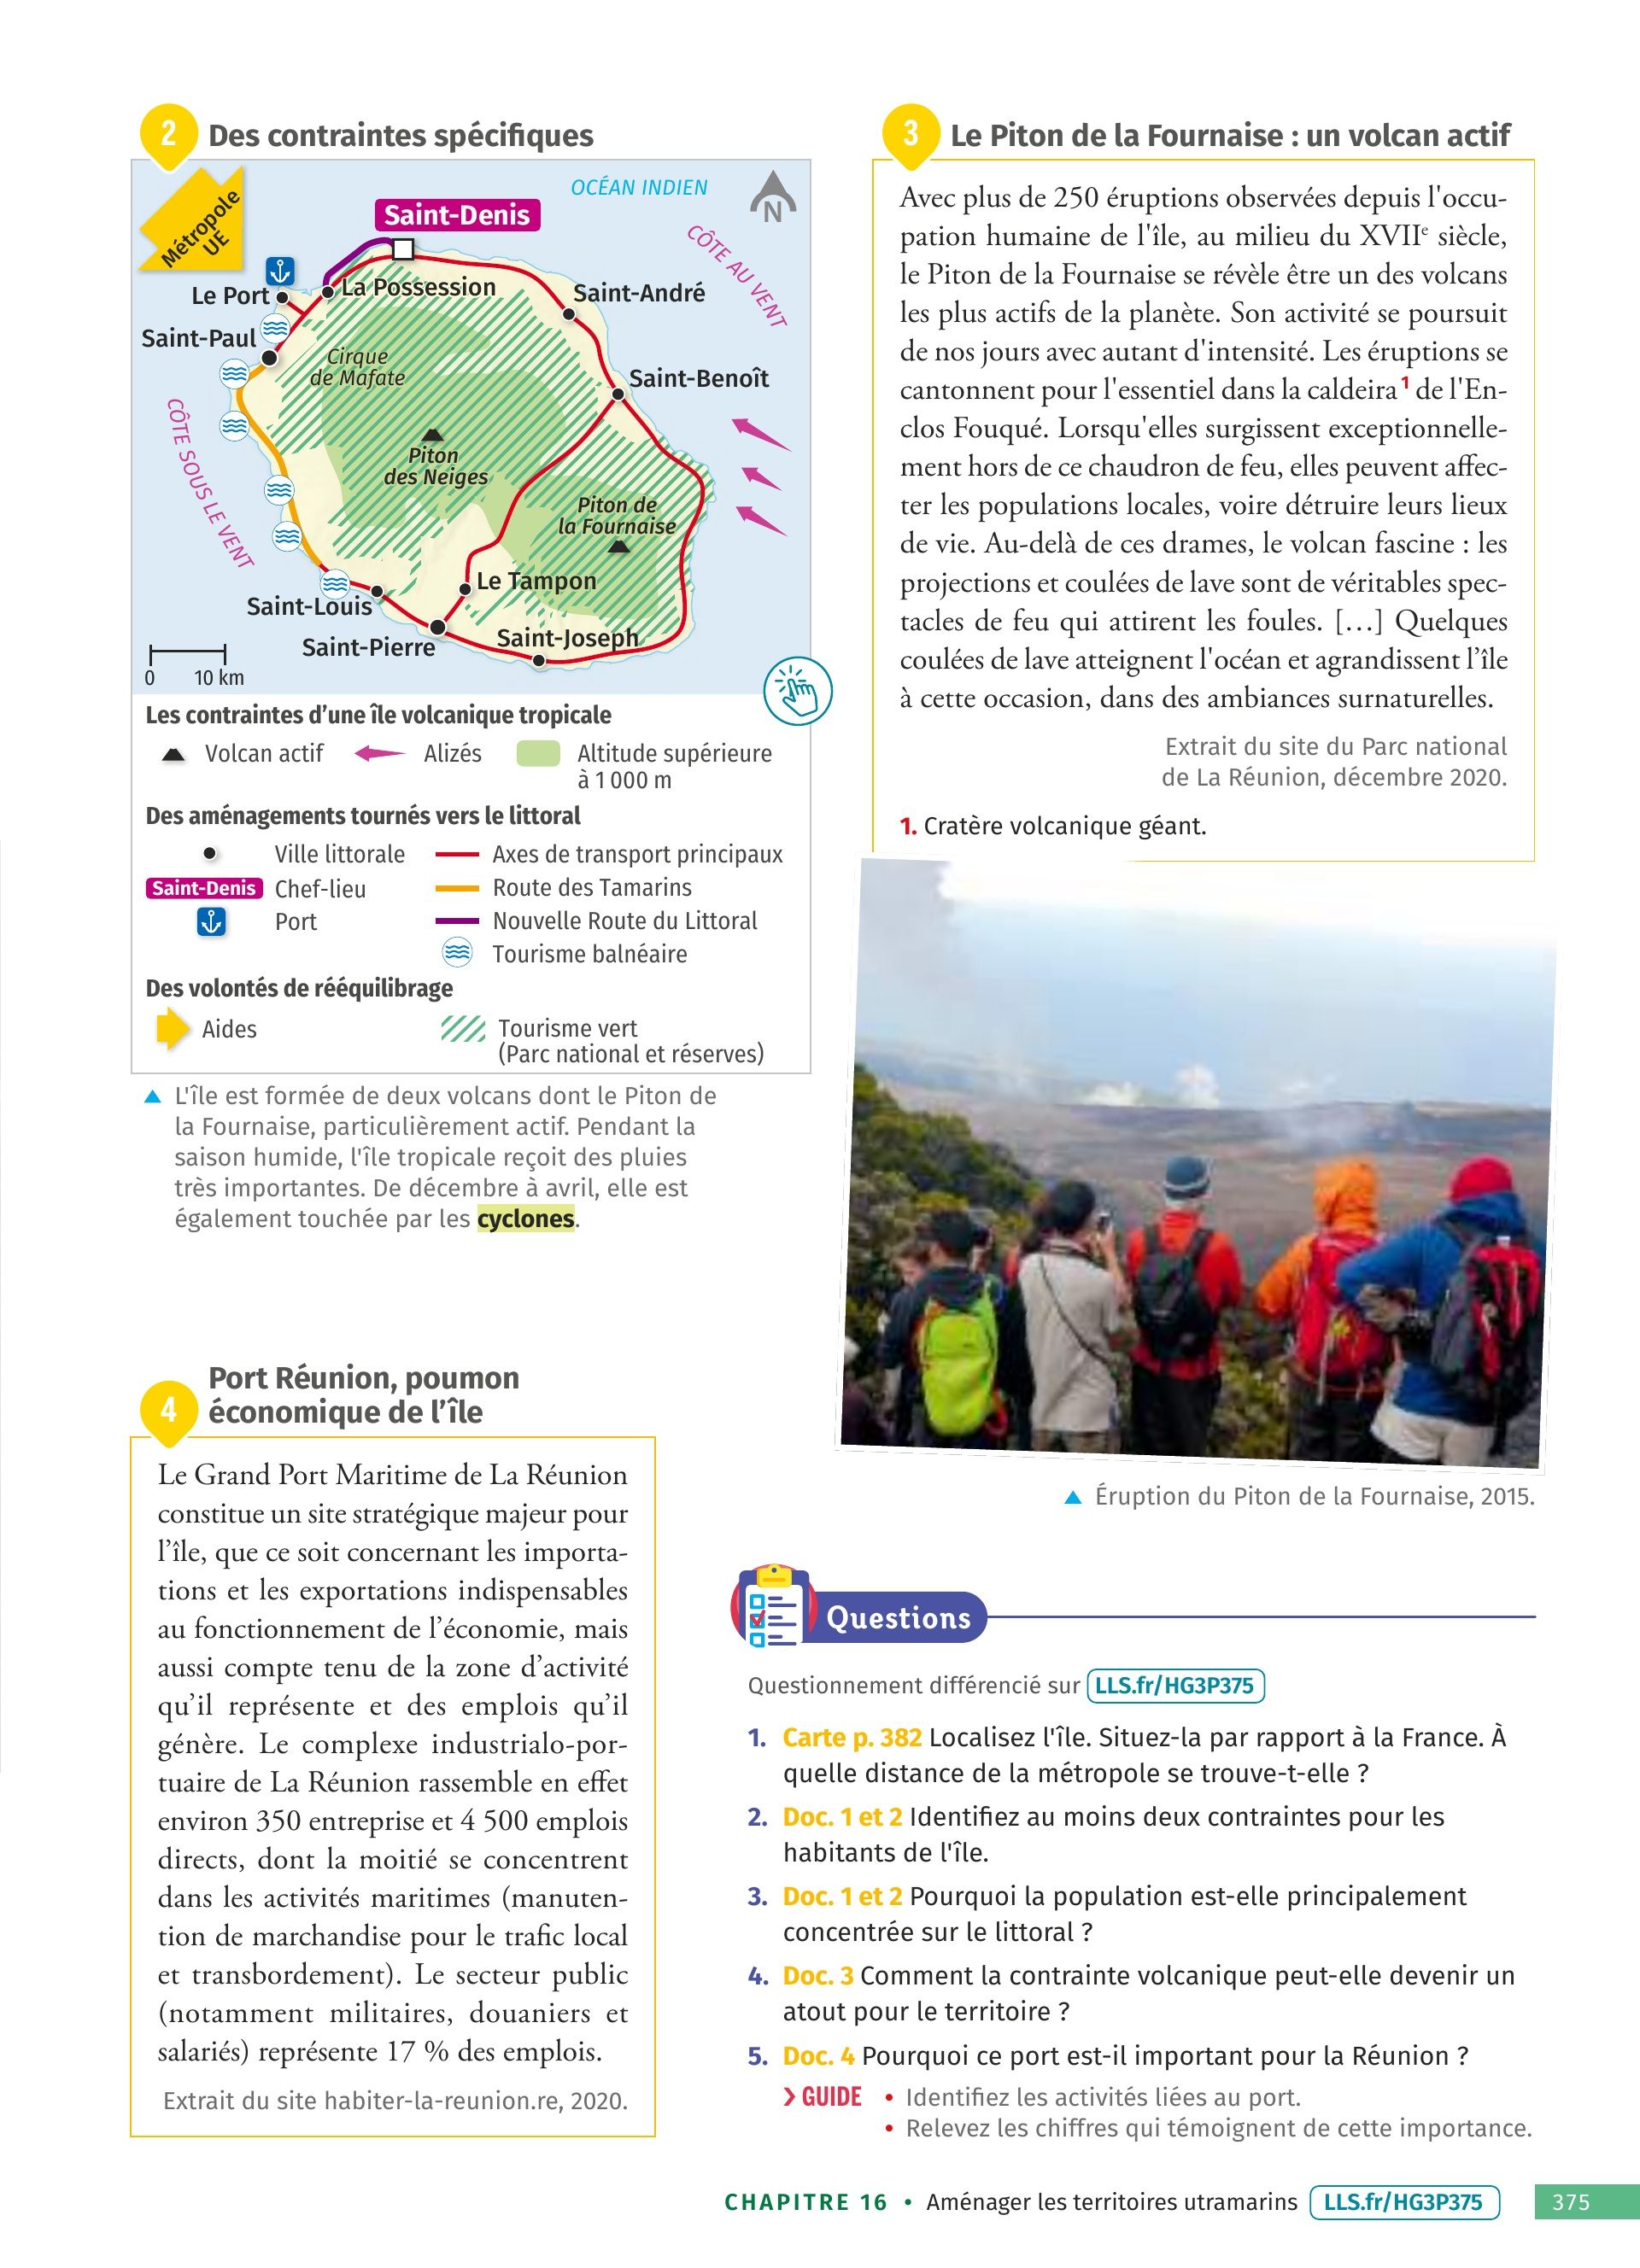 2 Des contraintes spécifiques
Métropole
UE
OCÉAN INDIEN
N
Saint-Denis
CÔTE AU VENT
Le Port
La Possession
Saint-André
Saint-Paul
Cirque
de Mafate
Saint-Benoît
CÔTE SOUS LE VENT
Piton
des Neiges
Piton de
la Fournaise
Le Tampon
Saint-Louis
Saint-Pierre
Saint-Joseph
0 10 km
Les contraintes d’une île volcanique tropicale
Volcan actif Alizés Altitude supérieure
à 1 000 m
Des aménagements tournés vers le littoral
Ville littorale Axes de transport principaux
Saint-Denis Chef-lieu Route des Tamarins
Port Nouvelle Route du Littoral
Tourisme balnéaire
Des volontés de rééquilibrage
Aides Tourisme vert
(Parc national et réserves)
L'île est formée de deux volcans dont le Piton de
la Fournaise, particulièrement actif. Pendant la
saison humide, l'île tropicale reçoit des pluies
très importantes. De décembre à avril, elle est
également touchée par les cyclones.
3 Le Piton de la Fournaise : un volcan actif
Avec plus de 250 éruptions observées depuis l'occu-
pation humaine de l'île, au milieu du XVIIe siècle,
le Piton de la Fournaise se révèle être un des volcans
les plus actifs de la planète. Son activité se poursuit
de nos jours avec autant d'intensité. Les éruptions se
cantonnent pour l'essentiel dans la caldeira1 de l'En-
clos Fouqué. Lorsqu'elles surgissent exceptionnelle-
ment hors de ce chaudron de feu, elles peuvent affec-
ter les populations locales, voire détruire leurs lieux
de vie. Au-delà de ces drames, le volcan fascine : les
projections et coulées de lave sont de véritables spec-
tacles de feu qui attirent les foules. […] Quelques
coulées de lave atteignent l'océan et agrandissent l’île
à cette occasion, dans des ambiances surnaturelles.
Extrait du site du Parc national
de La Réunion, décembre 2020.
1. Cratère volcanique géant.
Éruption du Piton de la Fournaise, 2015.
4 Port Réunion, poumon
économique de l’île
Le Grand Port Maritime de La Réunion
constitue un site stratégique majeur pour
l’île, que ce soit concernant les importa-
tions et les exportations indispensables
au fonctionnement de l’économie, mais
aussi compte tenu de la zone d’activité
qu’il représente et des emplois qu’il
génère. Le complexe industrialo-por-
tuaire de La Réunion rassemble en effet
environ 350 entreprise et 4 500 emplois
directs, dont la moitié se concentrent
dans les activités maritimes (manuten-
tion de marchandise pour le trafic local
et transbordement). Le secteur public
(notamment militaires, douaniers et
salariés) représente 17 % des emplois.
Extrait du site habiter-la-reunion.re, 2020.
Questions
Questionnement différencié sur LLS.fr/HG3P375
1. Carte p. 382 Localisez l'île. Situez-la par rapport à la France. À
quelle distance de la métropole se trouve-t-elle ?
2. Doc. 1 et 2 Identifiez au moins deux contraintes pour les
habitants de l'île.
3. Doc. 1 et 2 Pourquoi la population est-elle principalement
concentrée sur le littoral ?
4. Doc. 3 Comment la contrainte volcanique peut-elle devenir un
atout pour le territoire ?
5. Doc. 4 Pourquoi ce port est-il important pour la Réunion ?
GUIDE • Identifiez les activités liées au port.
• Relevez les chiffres qui témoignent de cette importance.
CHAPITRE 16 • Aménager les territoires utramarins LLS.fr/HG3P375 375